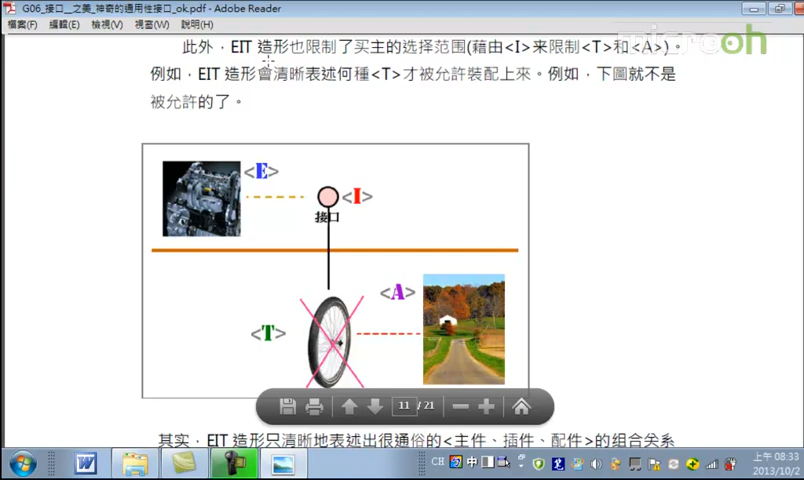 G06_接口__之美_神奇的通用性接口_ok.pdf - Adobe Reader
檔案(F) 編輯(E) 檢視(V) 視窗(W) 說明(H)
microoh
此外，EIT 造形也限制了买主的选择范围(藉由<I>来限制<T>和<A>)。
例如，EIT 造形會清晰表述何種<T>才被允許裝配上來。例如，下圖就不是
被允許的了。
<E>
<I>
接口
<A>
<T>
11 / 21
其实，EIT 造形只清晰地表述出很通俗的<主件、插件、配件>的组合关系
CH 中 上午 08:33
2013/10/2